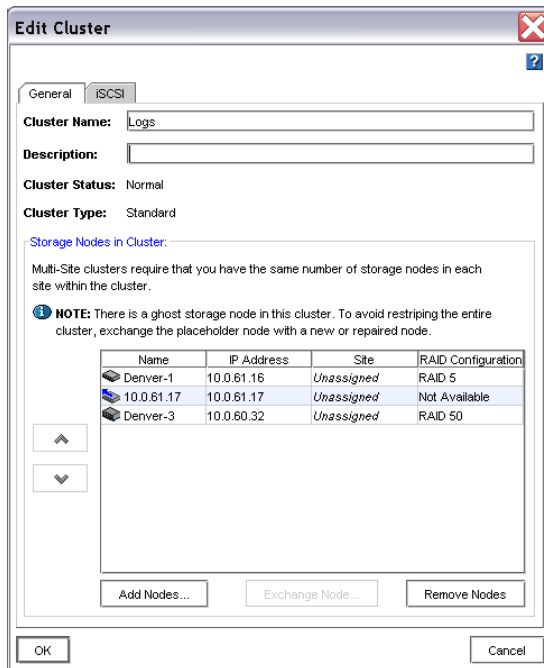 Edit Cluster
?
General iSCSI
Cluster Name: Logs
Description:
Cluster Status: Normal
Cluster Type: Standard
Storage Nodes in Cluster:
Multi-Site clusters require that you have the same number of storage nodes in each
site within the cluster.
NOTE: There is a ghost storage node in this cluster. To avoid restriping the entire
cluster, exchange the placeholder node with a new or repaired node.
Name IP Address Site RAID Configuration
Denver-1 10.0.61.16 Unassigned RAID 5
10.0.61.17 10.0.61.17 Unassigned Not Available
Denver-3 10.0.60.32 Unassigned RAID 50
Add Nodes... Exchange Node... Remove Nodes
OK Cancel